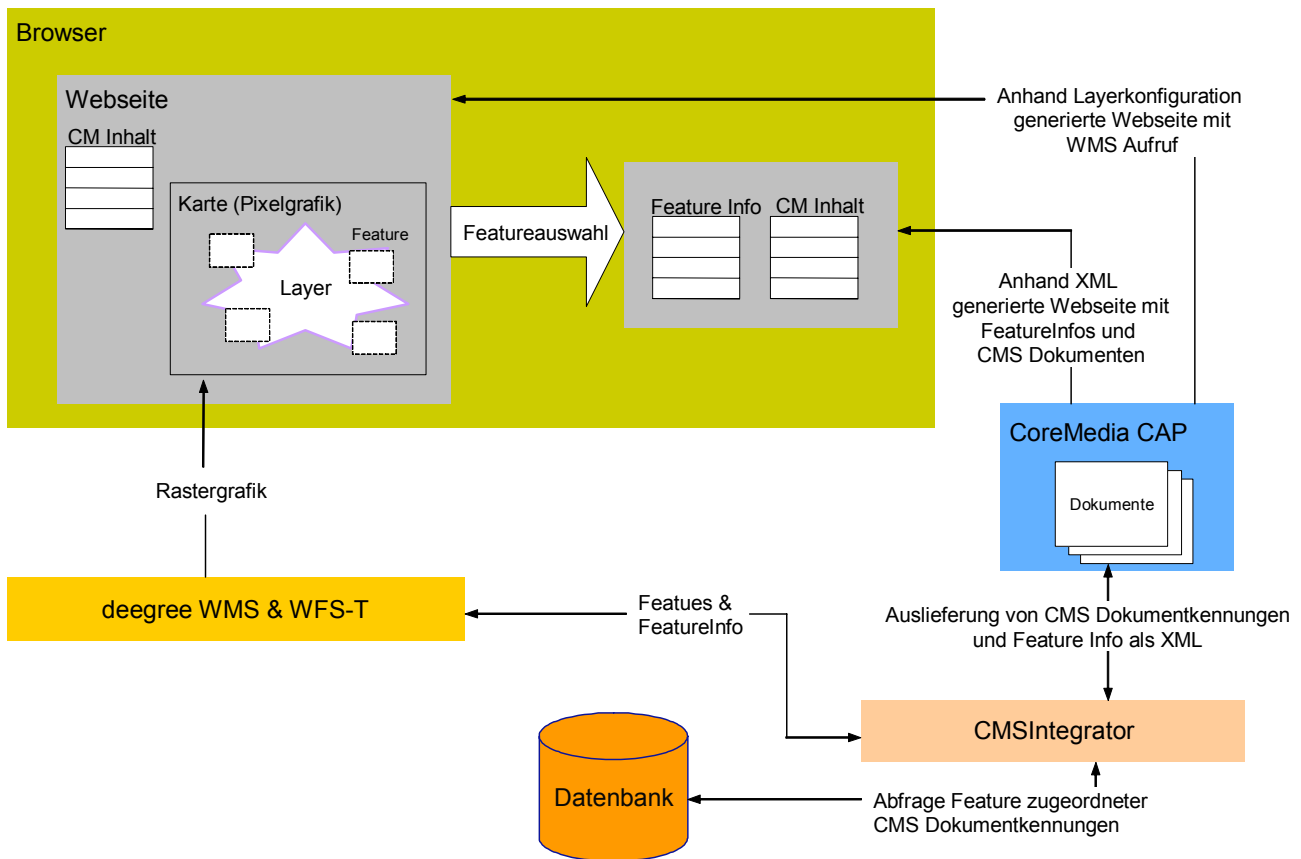 Browser
Webseite
CM Inhalt
Karte (Pixelgrafik)
Feature
Layer
Featureauswahl
Feature Info
CM Inhalt
Anhand Layerkonfiguration
generierte Webseite mit
WMS Aufruf
Anhand XML
generierte Webseite mit
FeatureInfos und
CMS Dokumenten
CoreMedia CAP
Dokumente
Rastergrafik
deegree WMS & WFS-T
Featues &
FeatureInfo
Auslieferung von CMS Dokumentkennungen
und Feature Info als XML
CMSIntegrator
Datenbank
Abfrage Feature zugeordneter
CMS Dokumentkennungen